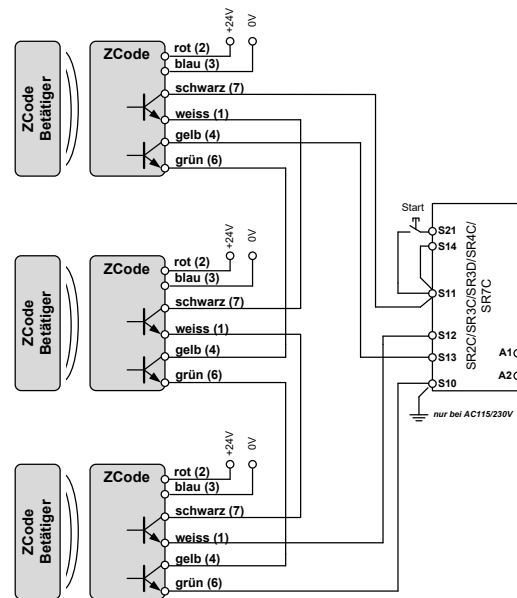 ZCode
Betätiger
ZCode
rot (2)
blau (3)
+24V
0V
schwarz (7)
weiss (1)
gelb (4)
grün (6)
ZCode
Betätiger
ZCode
rot (2)
blau (3)
+24V
0V
schwarz (7)
weiss (1)
gelb (4)
grün (6)
ZCode
Betätiger
ZCode
rot (2)
blau (3)
+24V
0V
schwarz (7)
weiss (1)
gelb (4)
grün (6)
Start
S21
S14
S11
S12
S13
S10
SR2C/SR3C/SR3D/SR4C/
SR7C
A1
A2
nur bei AC115/230V